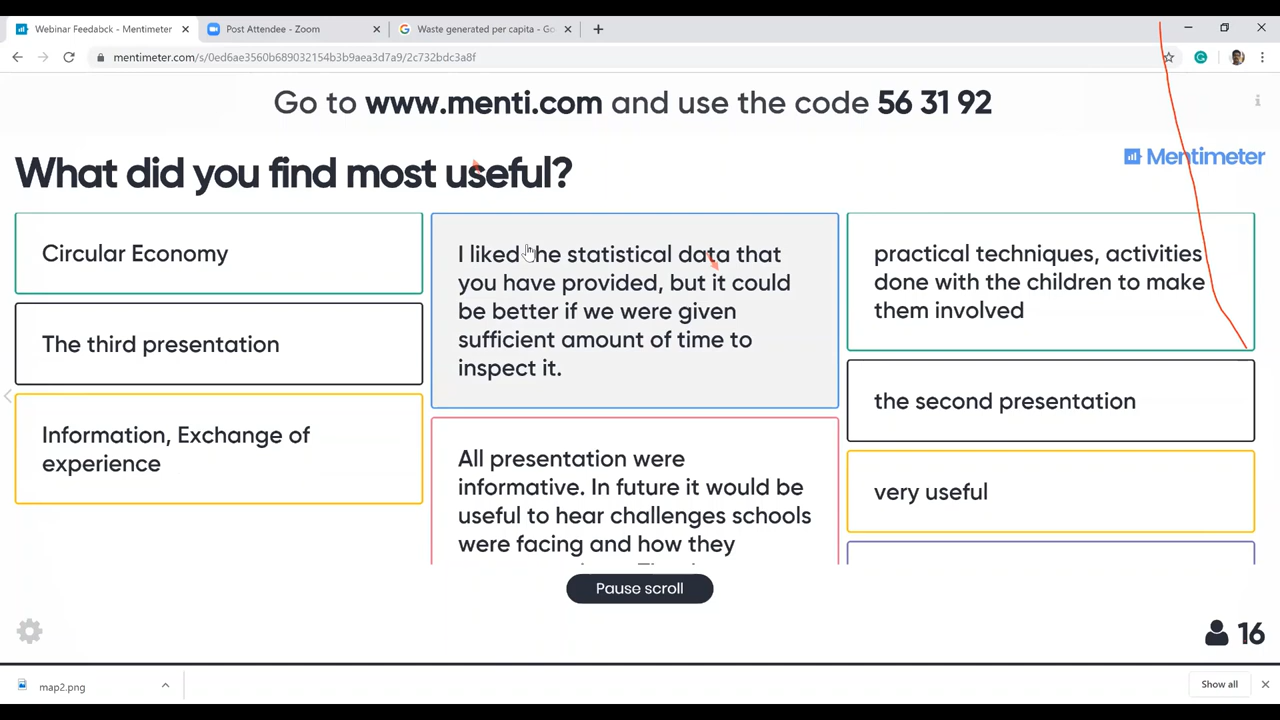 Webinar Feedabck - Mentimeter
Post Attendee - Zoom
Waste generated per capita - Go
mentimeter.com/s/0ed6ae3560b689032154b3b9aea3d7a9/2c732bdc3a8f
Go to www.menti.com and use the code 56 31 92
What did you find most useful?
Mentimeter
Circular Economy
The third presentation
Information, Exchange of
experience
I liked the statistical data that
you have provided, but it could
be better if we were given
sufficient amount of time to
inspect it.
All presentation were
informative. In future it would be
useful to hear challenges schools
were facing and how they
practical techniques, activities
done with the children to make
them involved
the second presentation
very useful
Pause scroll
16
map2.png
Show all